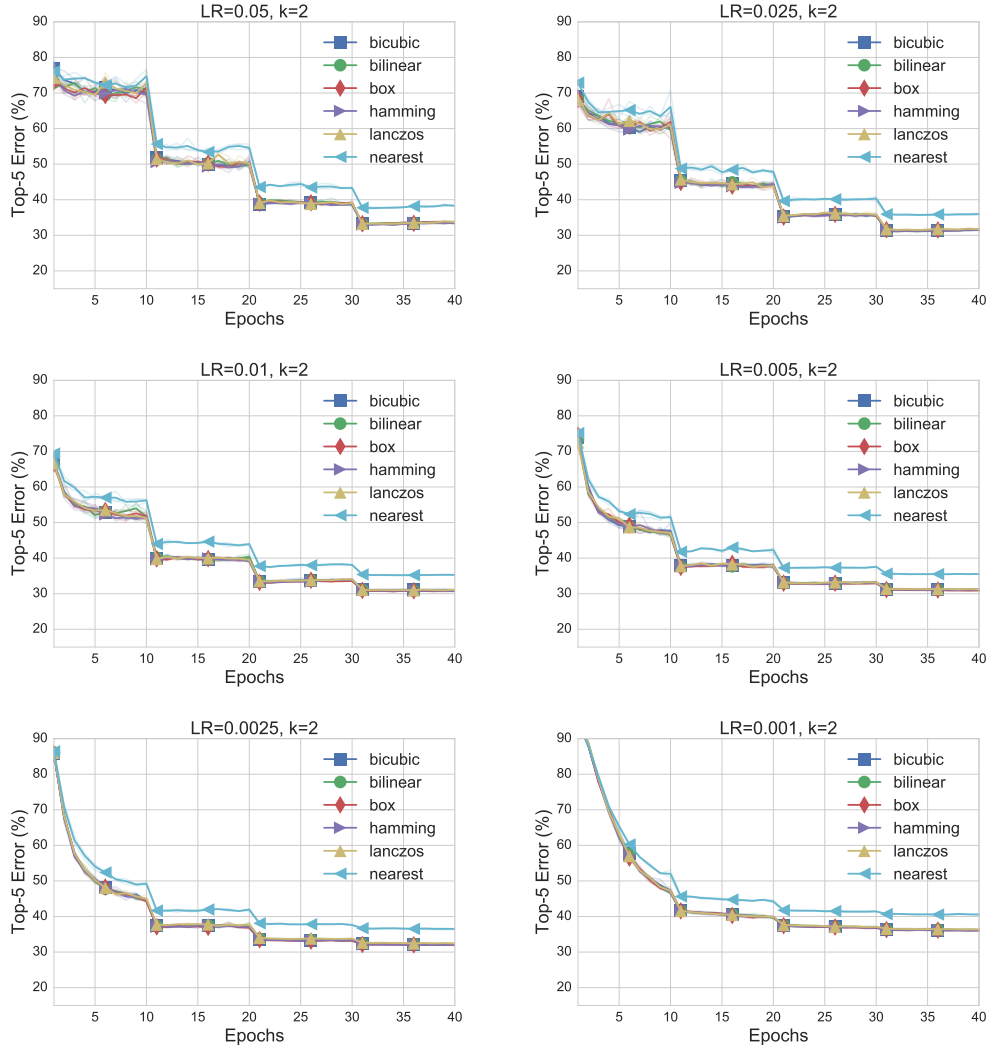 LR=0.05, k=2
90
80
70
60
50
40
30
20
Top-5 Error (%)
bicubic
bilinear
box
hamming
lanczos
nearest
5 10 15 20 25 30 35 40
Epochs
LR=0.025, k=2
90
80
70
60
50
40
30
20
Top-5 Error (%)
bicubic
bilinear
box
hamming
lanczos
nearest
5 10 15 20 25 30 35 40
Epochs
LR=0.01, k=2
90
80
70
60
50
40
30
20
Top-5 Error (%)
bicubic
bilinear
box
hamming
lanczos
nearest
5 10 15 20 25 30 35 40
Epochs
LR=0.005, k=2
90
80
70
60
50
40
30
20
Top-5 Error (%)
bicubic
bilinear
box
hamming
lanczos
nearest
5 10 15 20 25 30 35 40
Epochs
LR=0.0025, k=2
90
80
70
60
50
40
30
20
Top-5 Error (%)
bicubic
bilinear
box
hamming
lanczos
nearest
5 10 15 20 25 30 35 40
Epochs
LR=0.001, k=2
90
80
70
60
50
40
30
20
Top-5 Error (%)
bicubic
bilinear
box
hamming
lanczos
nearest
5 10 15 20 25 30 35 40
Epochs